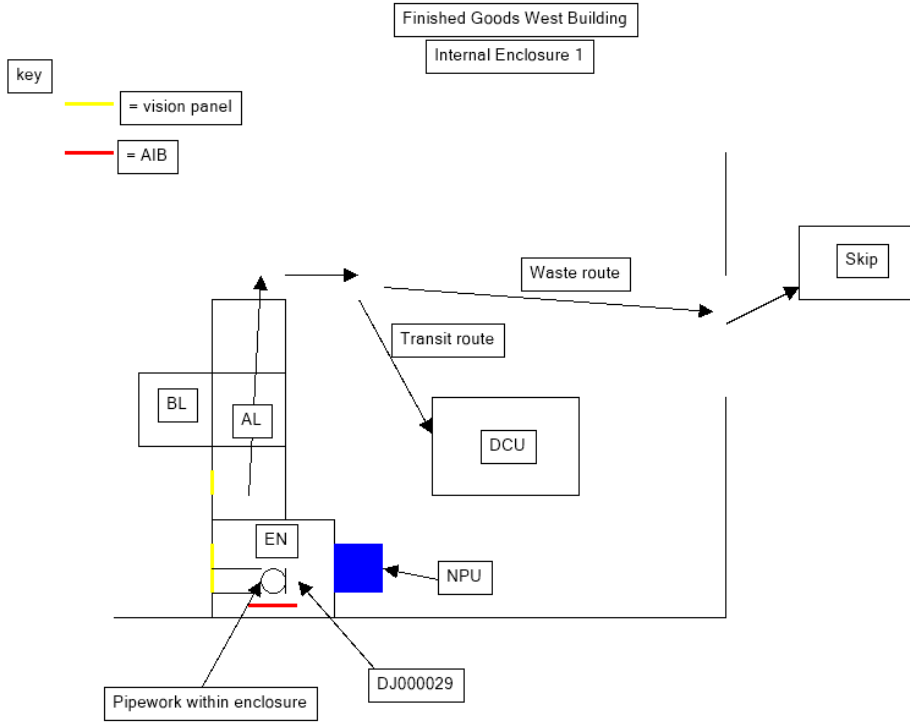 Finished Goods West Building
Internal Enclosure 1
key
= vision panel
= AIB
Skip
Waste route
Transit route
BL
AL
DCU
EN
NPU
DJ000029
Pipework within enclosure